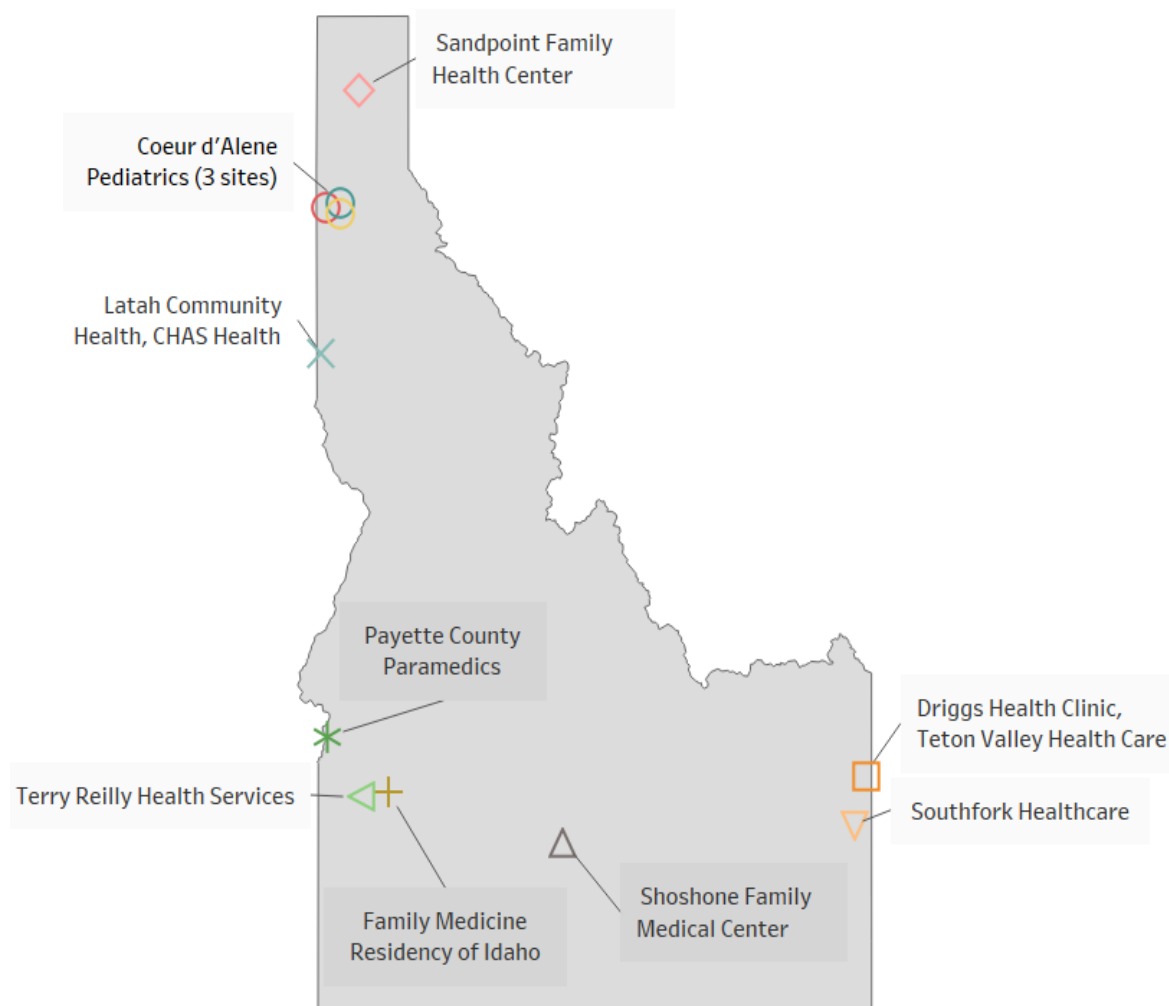 Sandpoint Family
Health Center
Coeur d’Alene
Pediatrics (3 sites)
Latah Community
Health, CHAS Health
Payette County
Paramedics
Driggs Health Clinic,
Teton Valley Health Care
Terry Reilly Health Services
Southfork Healthcare
Shoshone Family
Medical Center
Family Medicine
Residency of Idaho